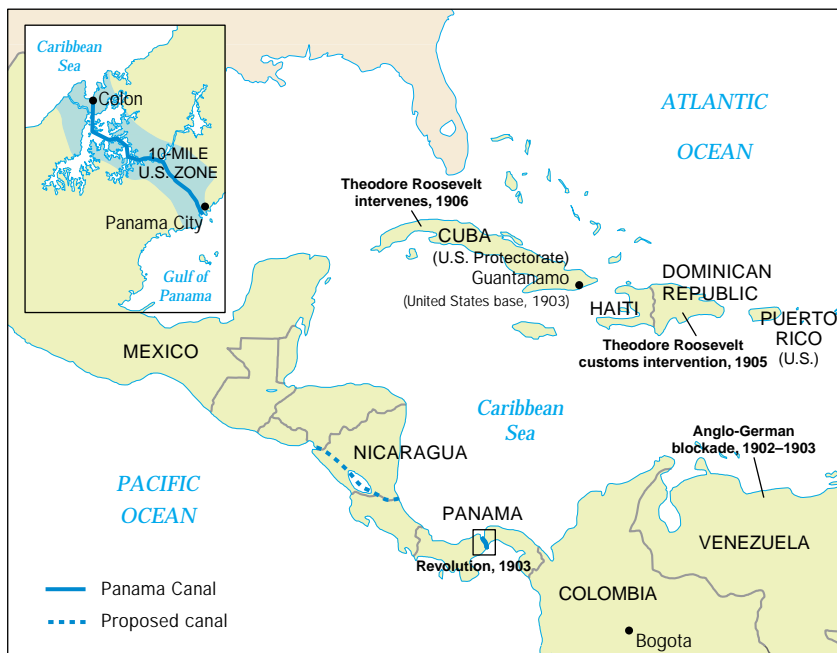 Caribbean
Sea
Colon
10-MILE
U.S. ZONE
Panama City
Gulf of
Panama
ATLANTIC
OCEAN
Theodore Roosevelt
intervenes, 1906
CUBA
(U.S. Protectorate)
Guantanamo
(United States base, 1903)
HAITI
DOMINICAN
REPUBLIC
PUERTO
RICO
(U.S.)
Theodore Roosevelt
customs intervention, 1905
MEXICO
Caribbean
Sea
Anglo-German
blockade, 1902–1903
NICARAGUA
PACIFIC
OCEAN
PANAMA
Revolution, 1903
VENEZUELA
COLOMBIA
Bogota
Panama Canal
Proposed canal